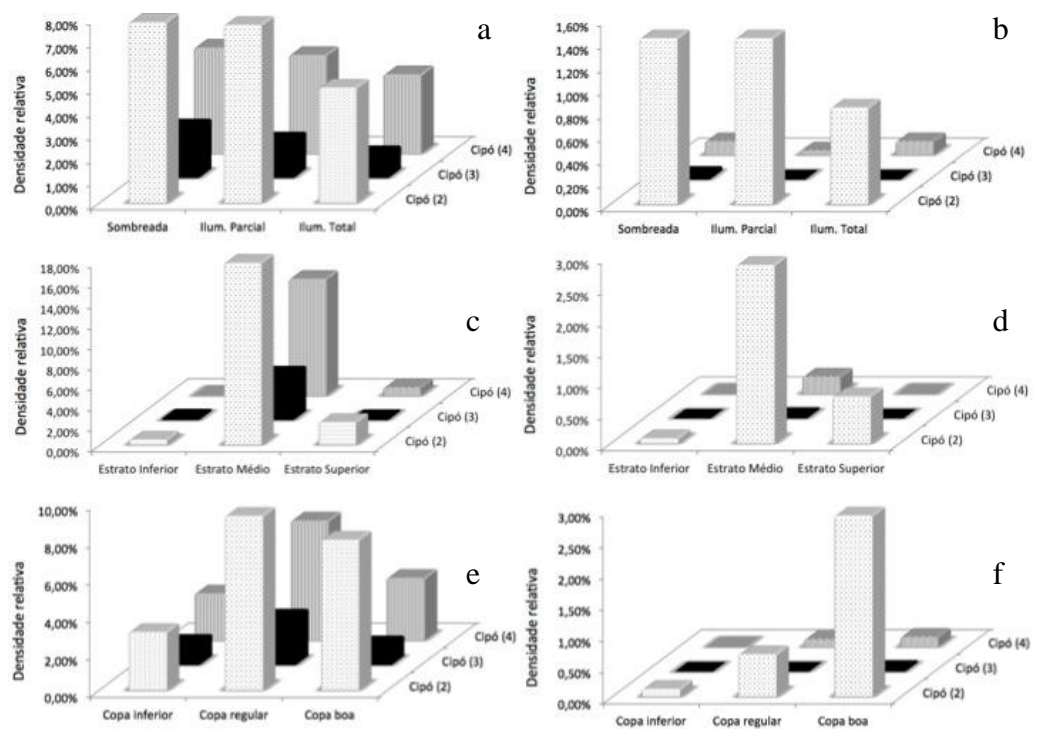 a
Densidade relativa
8,00%
7,00%
6,00%
5,00%
4,00%
3,00%
2,00%
1,00%
0,00%
Sombreada Ilum. Parcial Ilum. Total
Cipó (2)
Cipó (3)
Cipó (4)
b
Densidade relativa
1,60%
1,40%
1,20%
1,00%
0,80%
0,60%
0,40%
0,20%
0,00%
Sombreada Ilum. Parcial Ilum. Total
Cipó (2)
Cipó (3)
Cipó (4)
c
Densidade relativa
18,00%
16,00%
14,00%
12,00%
10,00%
8,00%
6,00%
4,00%
2,00%
0,00%
Estrato Inferior Estrato Médio Estrato Superior
Cipó (2)
Cipó (3)
Cipó (4)
d
Densidade relativa
3,00%
2,50%
2,00%
1,50%
1,00%
0,50%
0,00%
Estrato Inferior Estrato Médio Estrato Superior
Cipó (2)
Cipó (3)
Cipó (4)
e
Densidade relativa
10,00%
8,00%
6,00%
4,00%
2,00%
0,00%
Copa inferior Copa regular Copa boa
Cipó (2)
Cipó (3)
Cipó (4)
f
Densidade relativa
3,00%
2,50%
2,00%
1,50%
1,00%
0,50%
0,00%
Copa inferior Copa regular Copa boa
Cipó (2)
Cipó (3)
Cipó (4)